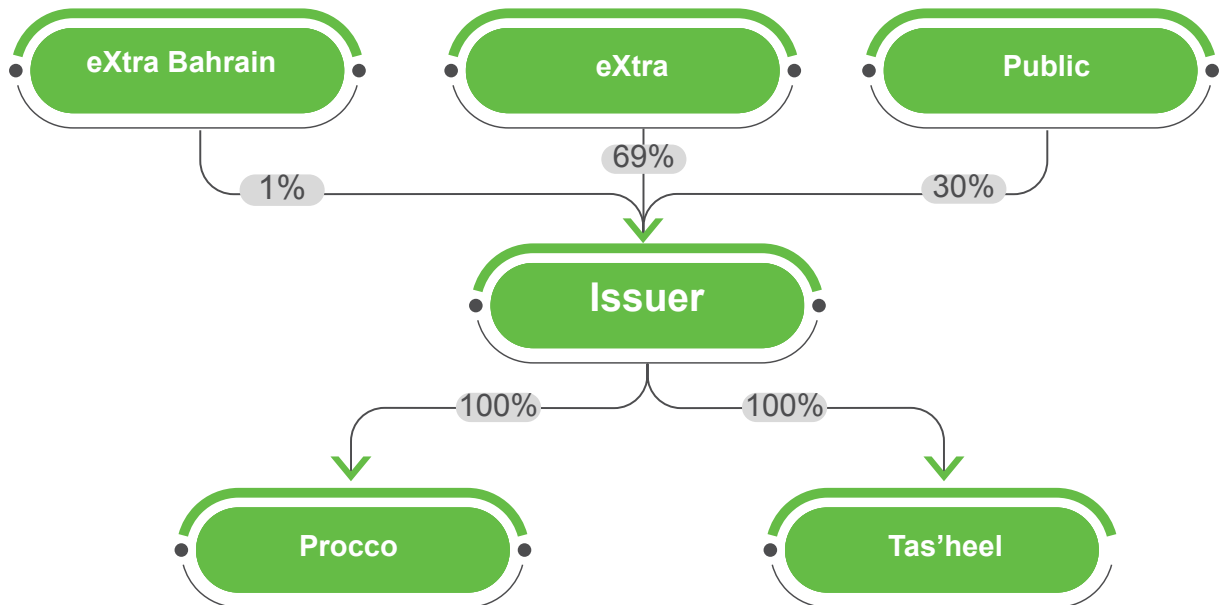 eXtra Bahrain
eXtra
Public
69%
1%
30%
Issuer
100%
100%
Procco
Tas’heel